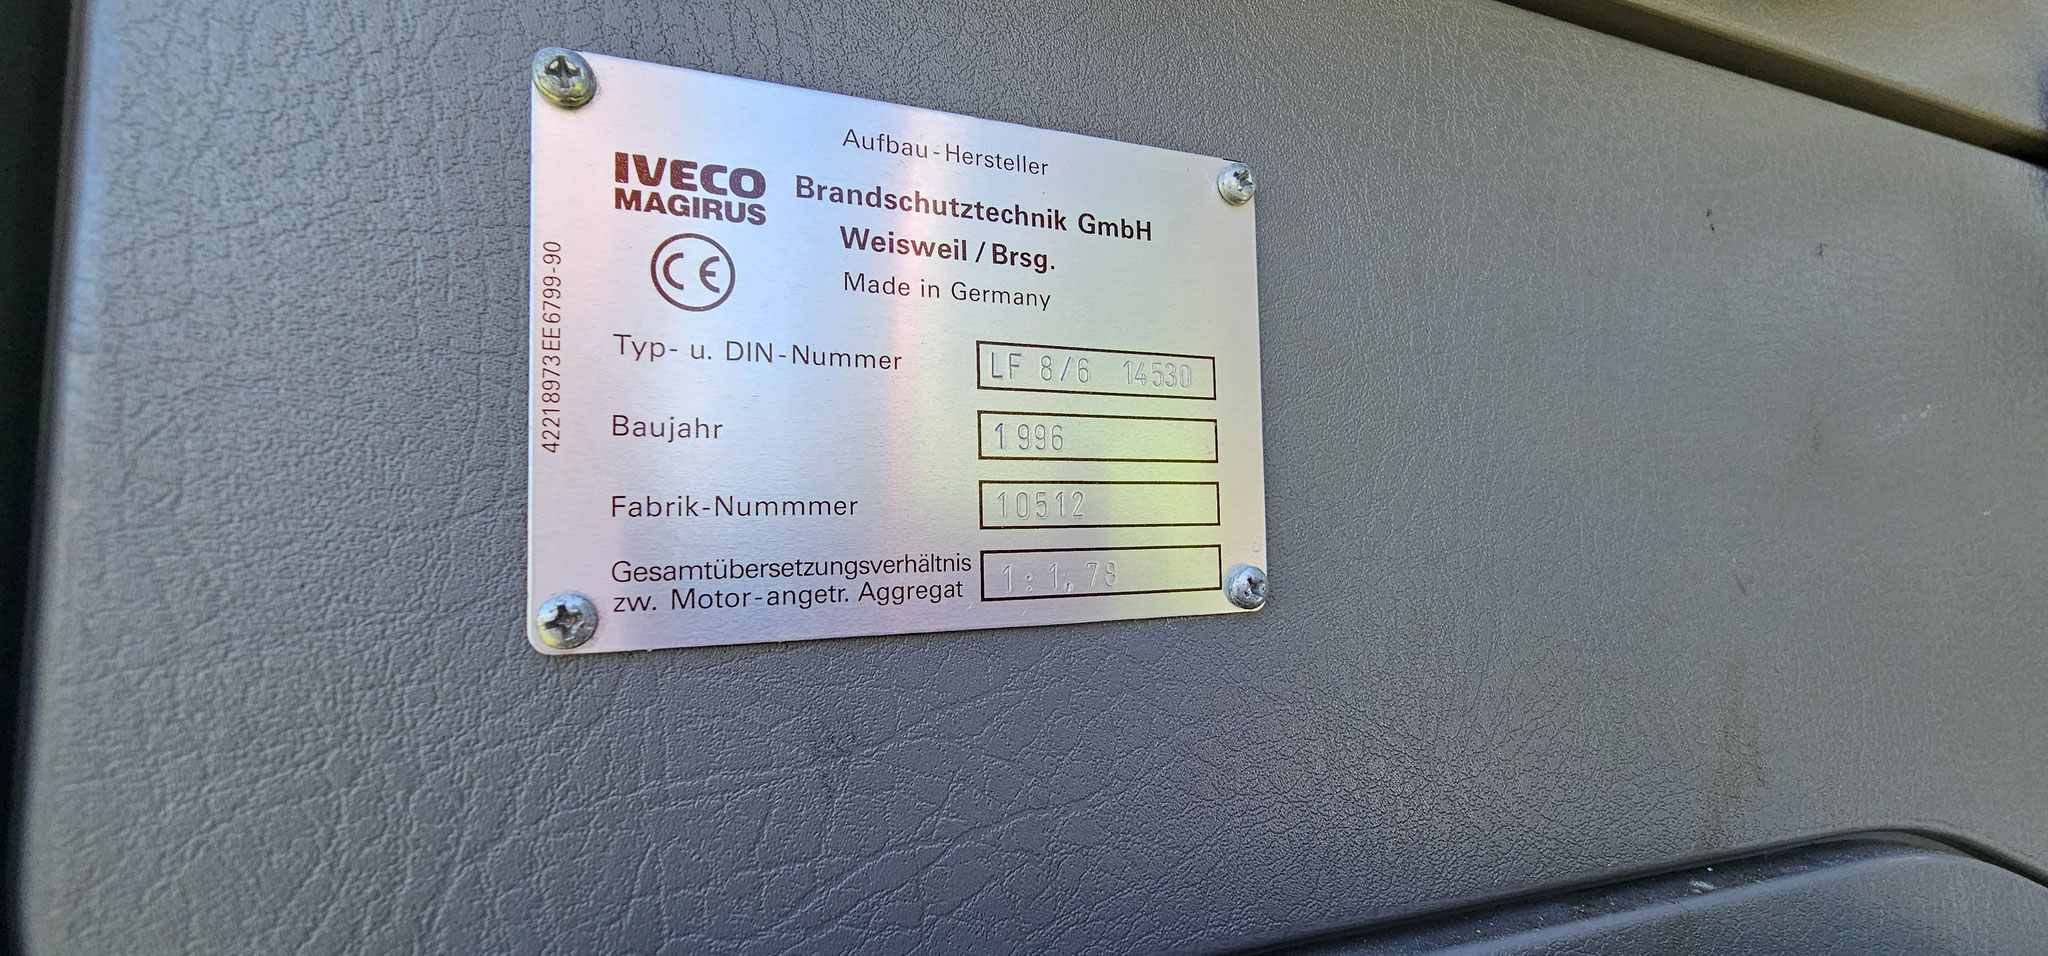 Aufbau-Hersteller
IVECO
MAGIRUS
Brandschutztechnik GmbH
Weisweil / Brsg.
Made in Germany
CE
42218973EE6799-90
Typ- u. DIN-Nummer LF 8/6 14530
Baujahr 1996
Fabrik-Nummmer 10512
Gesamtübersetzungsverhältnis
zw. Motor-angetr. Aggregat 1:1,78